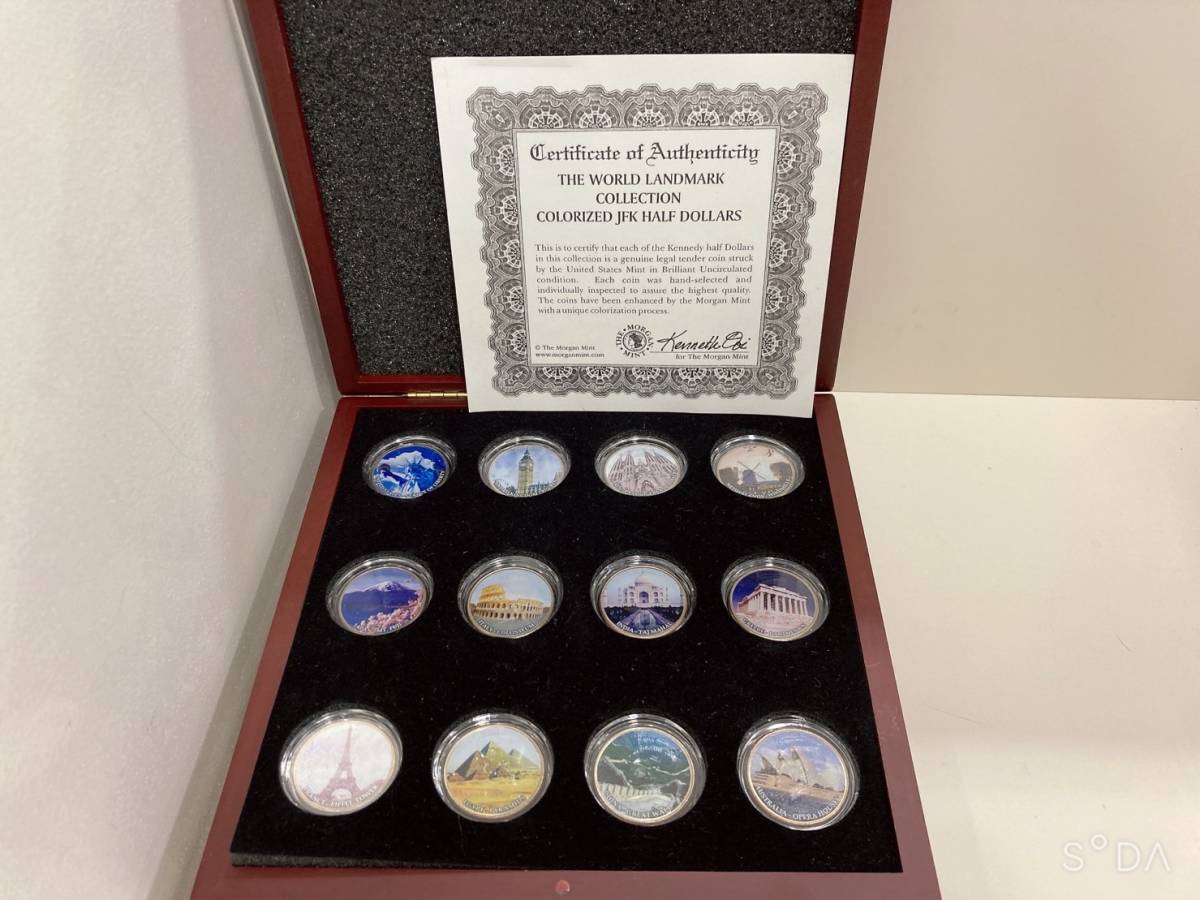 Certificate of Authenticity
THE WORLD LANDMARK
COLLECTION
COLORIZED JFK HALF DOLLARS
This is to certify that each of the Kennedy half Dollars
in this collection is a genuine legal tender coin struck
by the United States Mint in Brilliant Uncirculated
condition. Each coin was hand-selected and
individually inspected to assure the highest quality.
The coins have been enhanced by the Morgan Mint
with a unique colorization process.
© The Morgan Mint
www.morganmint.com
THE MORGAN MINT
Kenneth
for The Morgan Mint
INDIA - TAJ MAHAL
AUSTRALIA - OPERA HOUSE
SODA